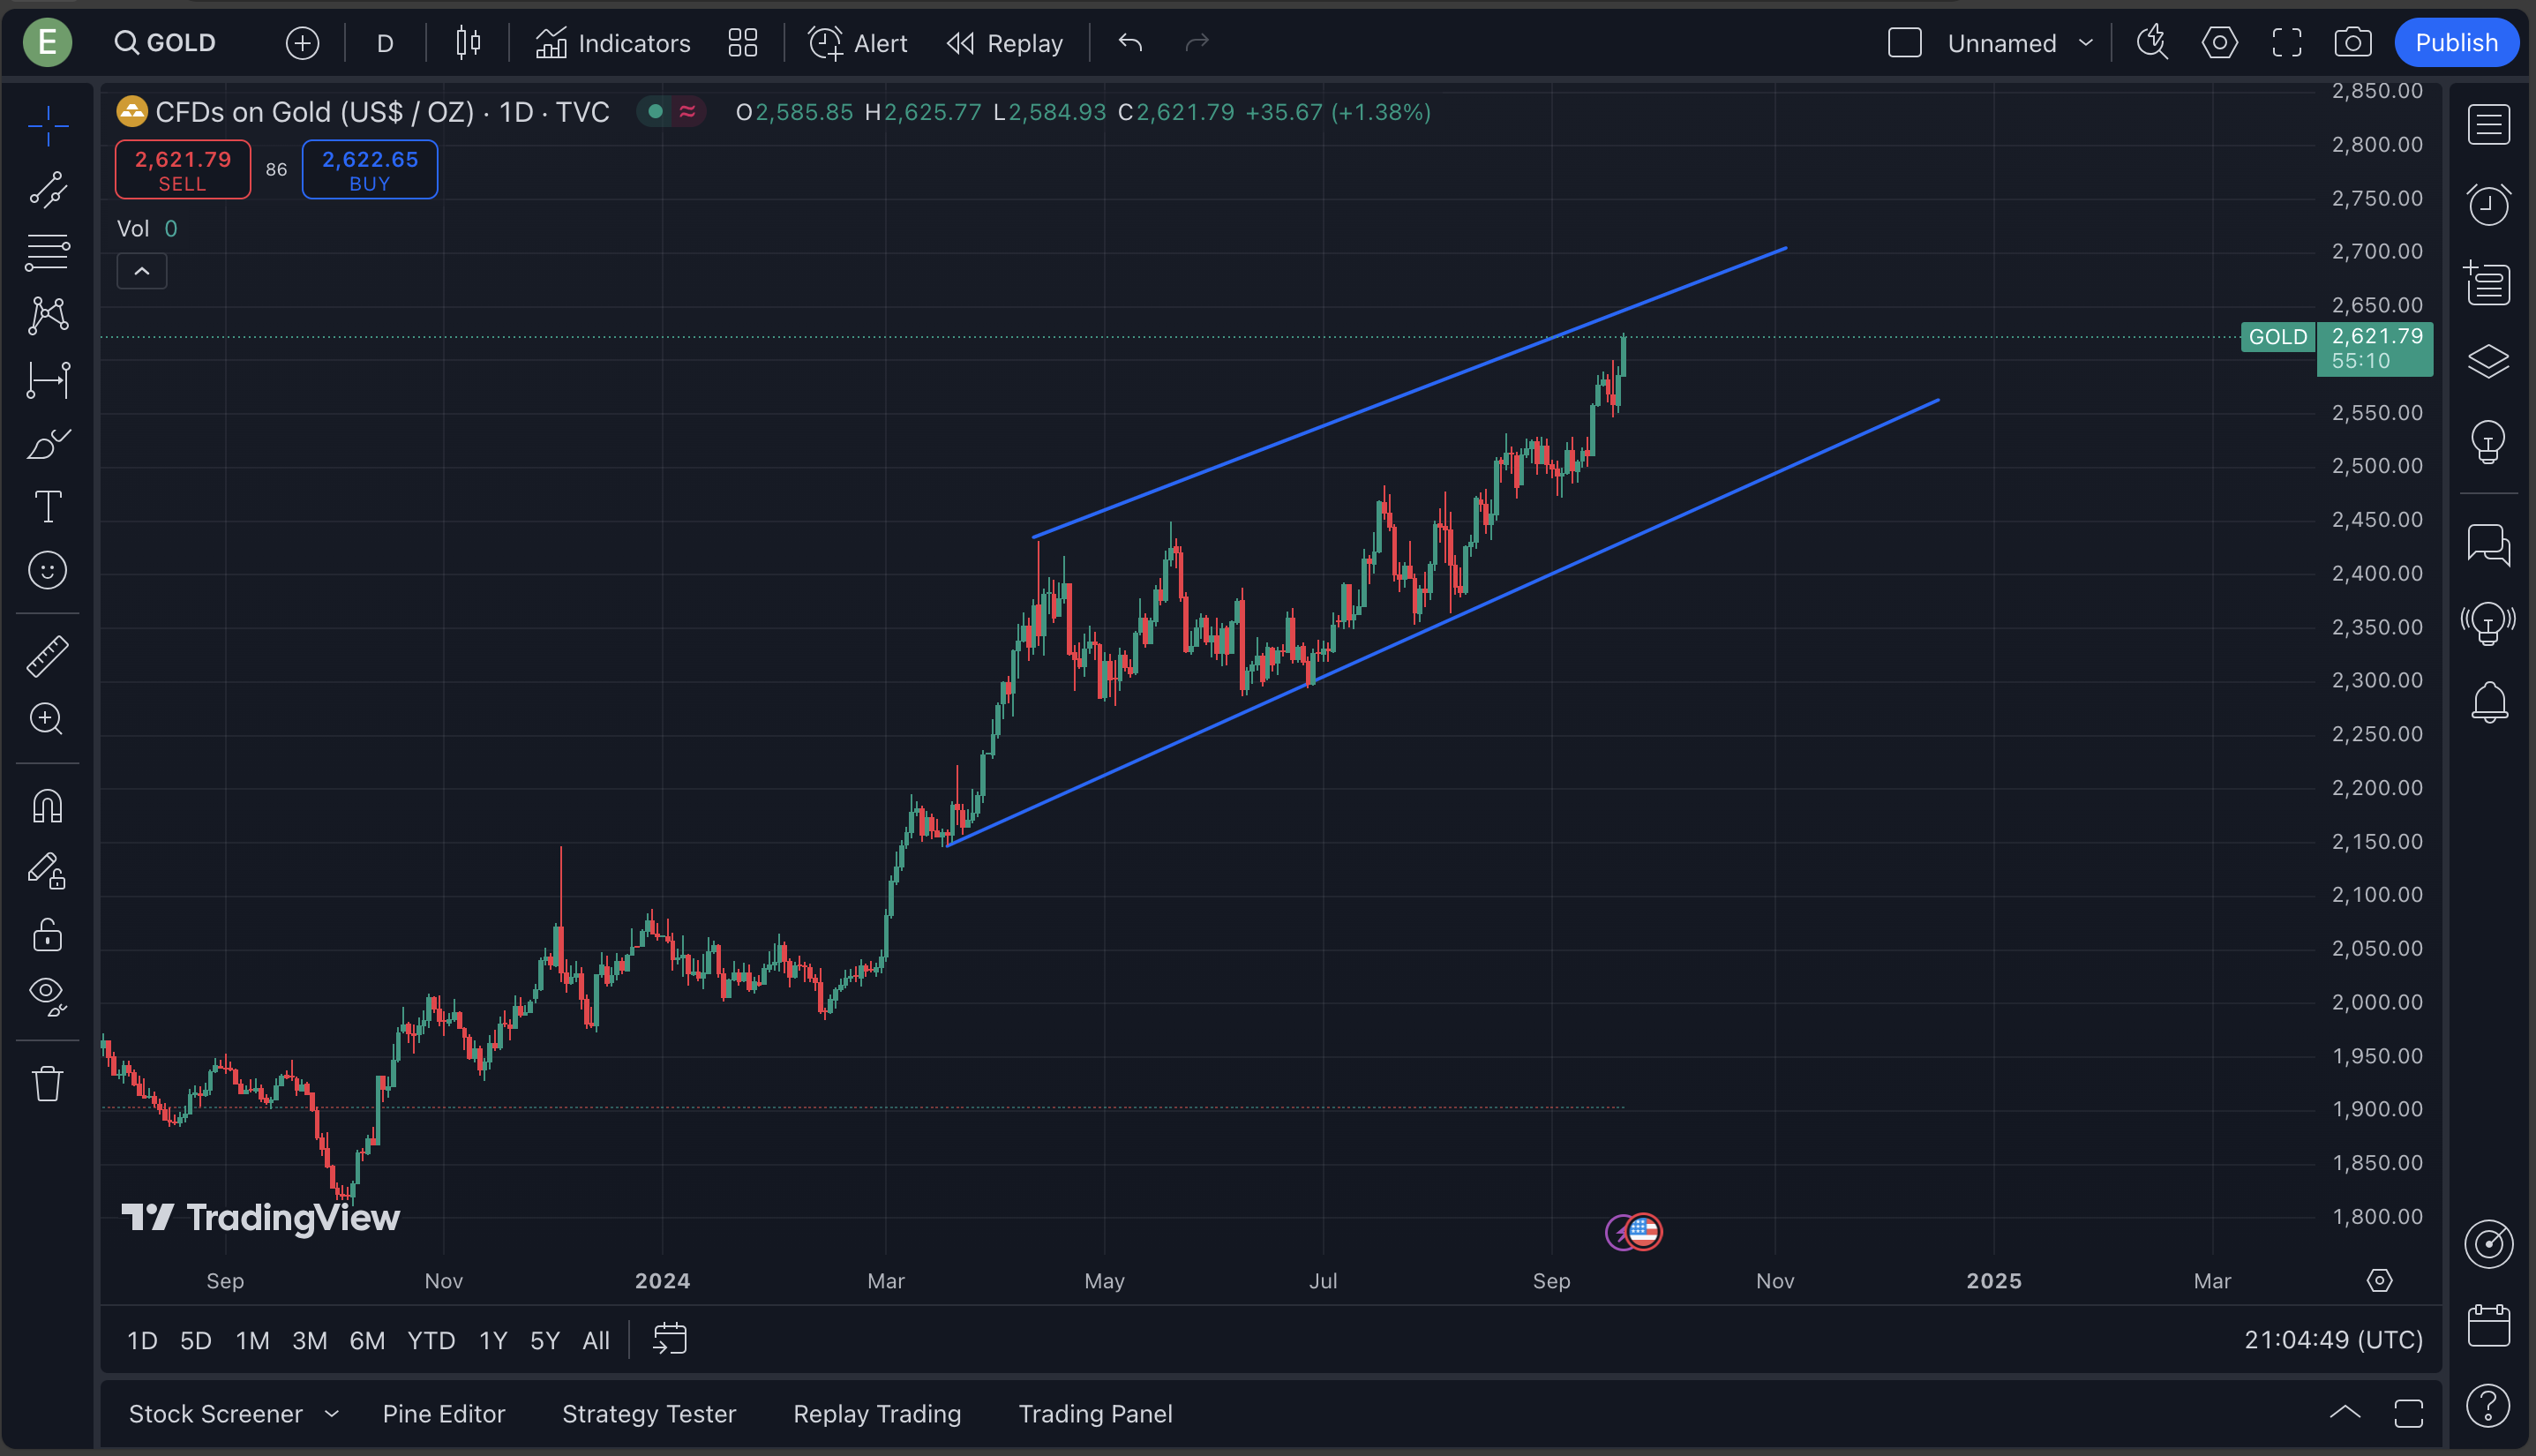 E GOLD D Indicators Alert Replay Unnamed Publish
CFDs on Gold (US$ / OZ) · 1D · TVC O2,585.85 H2,625.77 L2,584.93 C2,621.79 +35.67 (+1.38%)
2,621.79 SELL 86 2,622.65 BUY
Vol 0
2,850.00
2,800.00
2,750.00
2,700.00
2,650.00
GOLD 2,621.79
55:10
2,550.00
2,500.00
2,450.00
2,400.00
2,350.00
2,300.00
2,250.00
2,200.00
2,150.00
2,100.00
2,050.00
2,000.00
1,950.00
1,900.00
1,850.00
1,800.00
TradingView
Sep Nov 2024 Mar May Jul Sep Nov 2025 Mar
1D 5D 1M 3M 6M YTD 1Y 5Y All 21:04:49 (UTC)
Stock Screener Pine Editor Strategy Tester Replay Trading Trading Panel